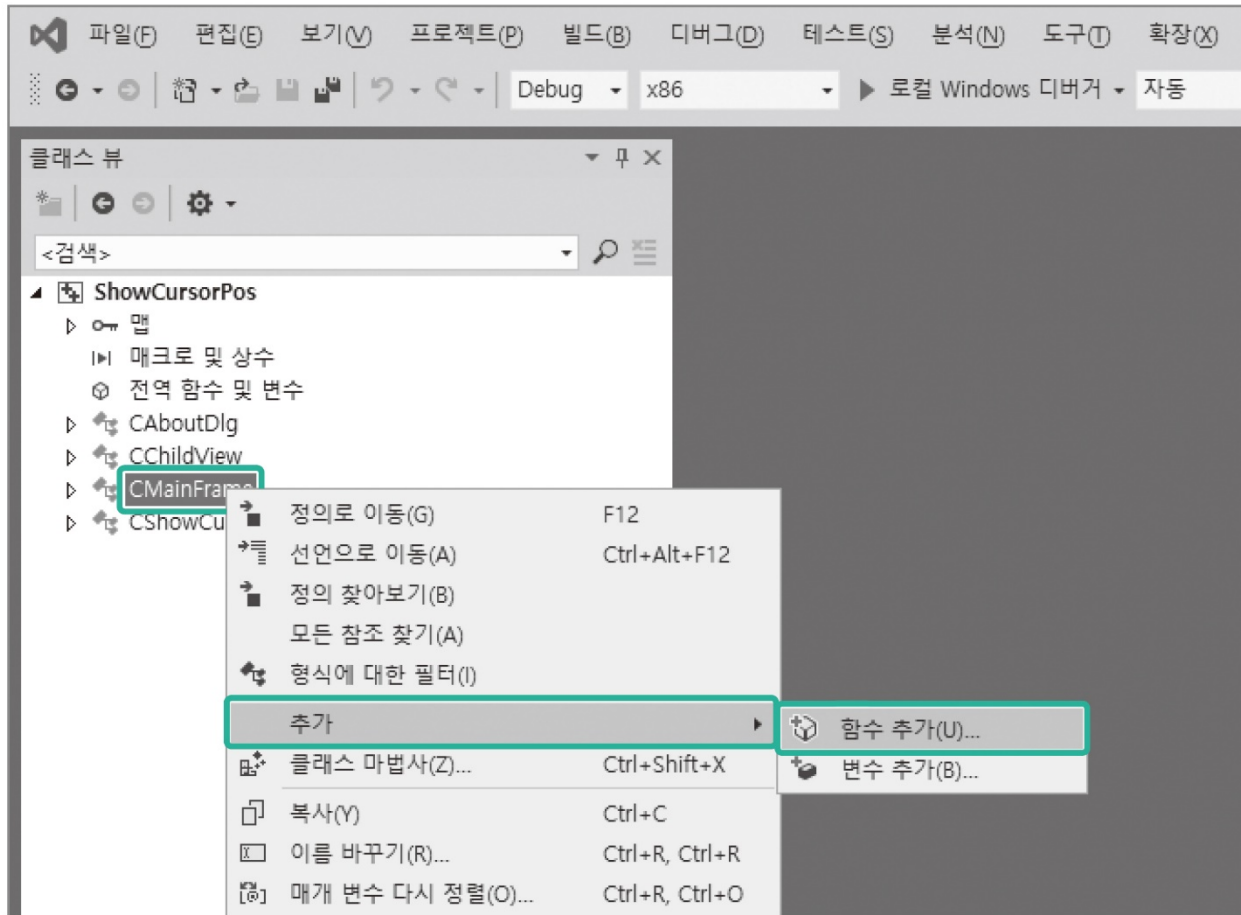 파일(F) 편집(E) 보기(V) 프로젝트(P) 빌드(B) 디버그(D) 테스트(S) 분석(N) 도구(T) 확장(X)
Debug x86 로컬 Windows 디버거 자동
클래스 뷰
<검색>
ShowCursorPos
맵
매크로 및 상수
전역 함수 및 변수
CAboutDlg
CChildView
CMainFrame
CShowCu
정의로 이동(G) F12
선언으로 이동(A) Ctrl+Alt+F12
정의 찾아보기(B)
모든 참조 찾기(A)
형식에 대한 필터(I)
추가 함수 추가(U)...
클래스 마법사(Z)... Ctrl+Shift+X 변수 추가(B)...
복사(Y) Ctrl+C
이름 바꾸기(R)... Ctrl+R, Ctrl+R
매개 변수 다시 정렬(O)... Ctrl+R, Ctrl+O